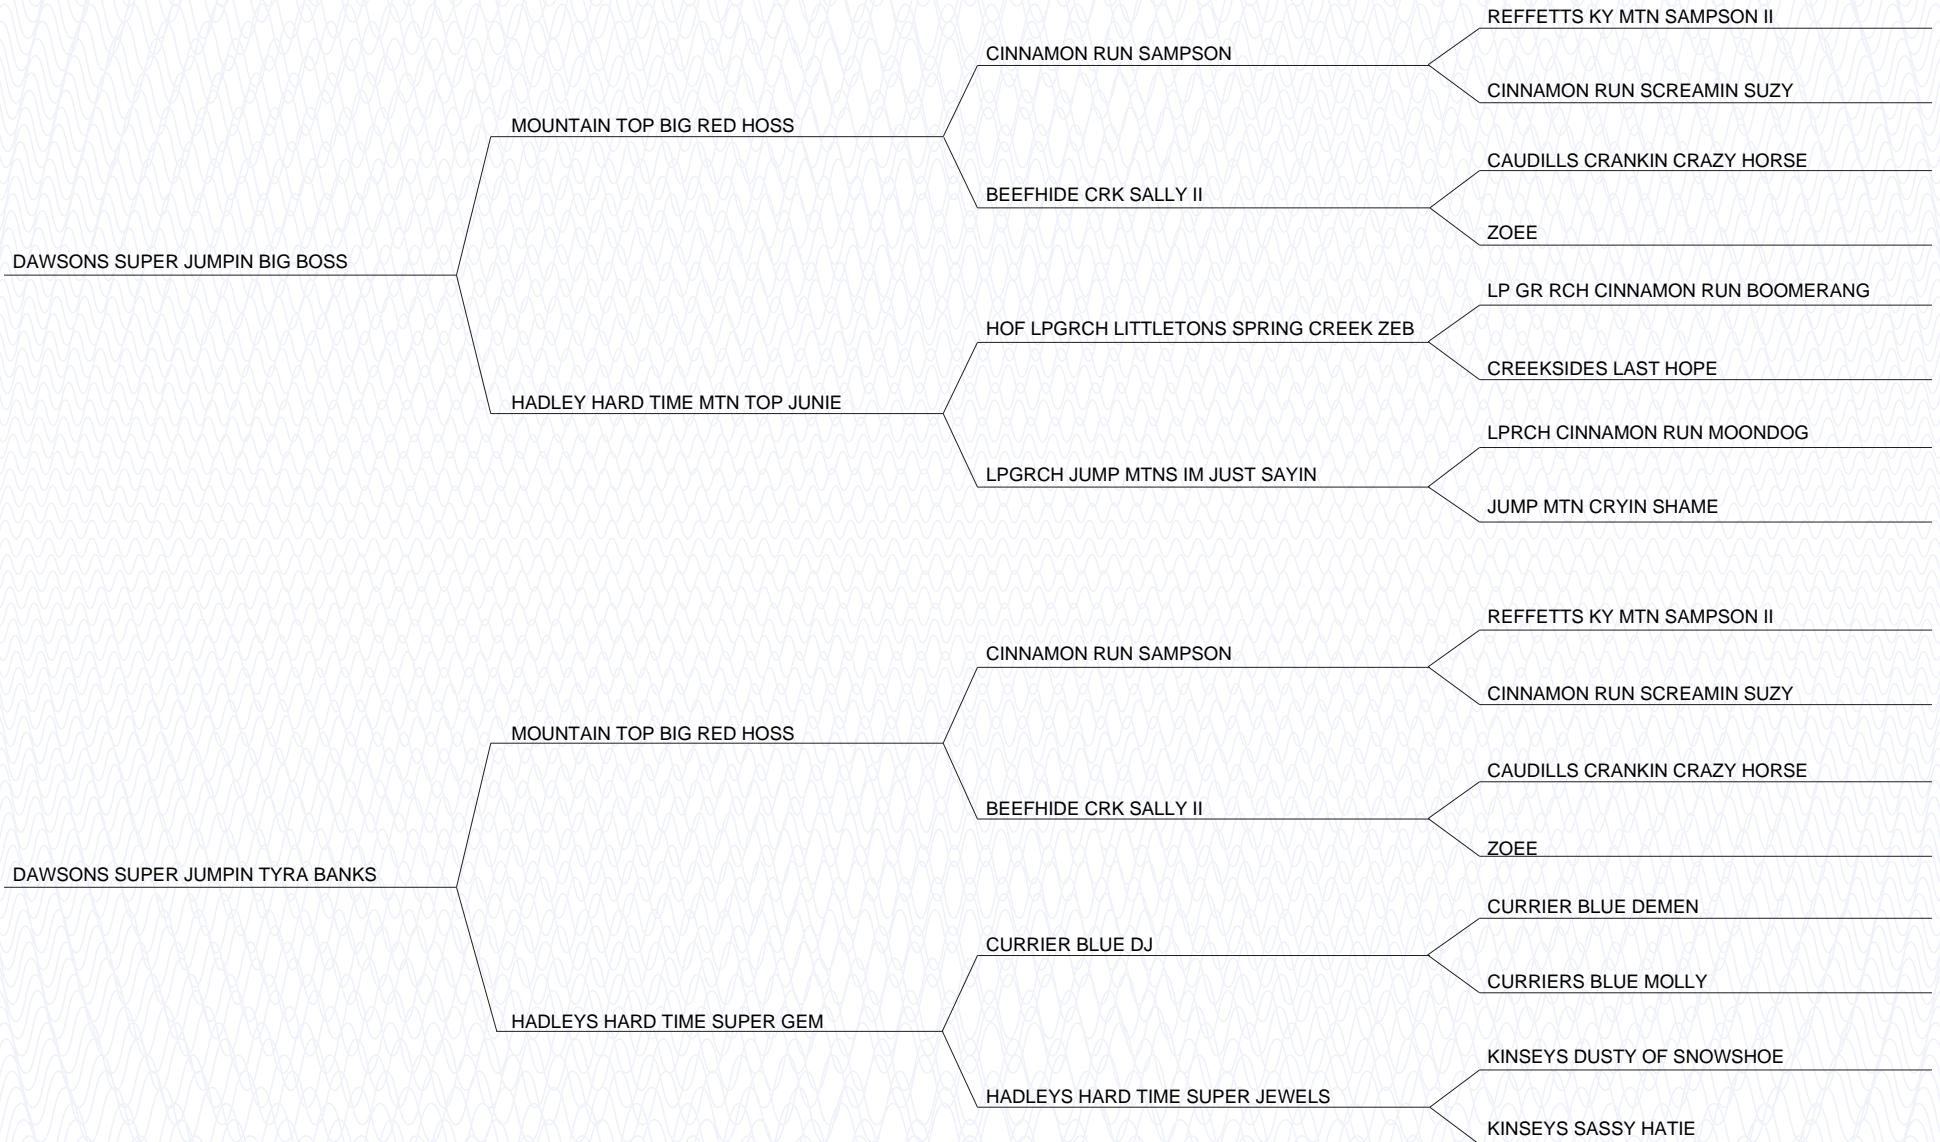 REFFETTS KY MTN SAMPSON II
CINNAMON RUN SAMPSON
CINNAMON RUN SCREAMIN SUZY
MOUNTAIN TOP BIG RED HOSS
CAUDILLS CRANKIN CRAZY HORSE
BEEFHIDE CRK SALLY II
ZOEE
DAWSONS SUPER JUMPIN BIG BOSS
LP GR RCH CINNAMON RUN BOOMERANG
HOF LPGRCH LITTLETONS SPRING CREEK ZEB
CREEKSIDES LAST HOPE
HADLEY HARD TIME MTN TOP JUNIE
LPRCH CINNAMON RUN MOONDOG
LPGRCH JUMP MTNS IM JUST SAYIN
JUMP MTN CRYIN SHAME
REFFETTS KY MTN SAMPSON II
CINNAMON RUN SAMPSON
CINNAMON RUN SCREAMIN SUZY
MOUNTAIN TOP BIG RED HOSS
CAUDILLS CRANKIN CRAZY HORSE
BEEFHIDE CRK SALLY II
ZOEE
DAWSONS SUPER JUMPIN TYRA BANKS
CURRIER BLUE DEMEN
CURRIER BLUE DJ
CURRIERS BLUE MOLLY
HADLEYS HARD TIME SUPER GEM
KINSEYS DUSTY OF SNOWSHOE
HADLEYS HARD TIME SUPER JEWELS
KINSEYS SASSY HATIE